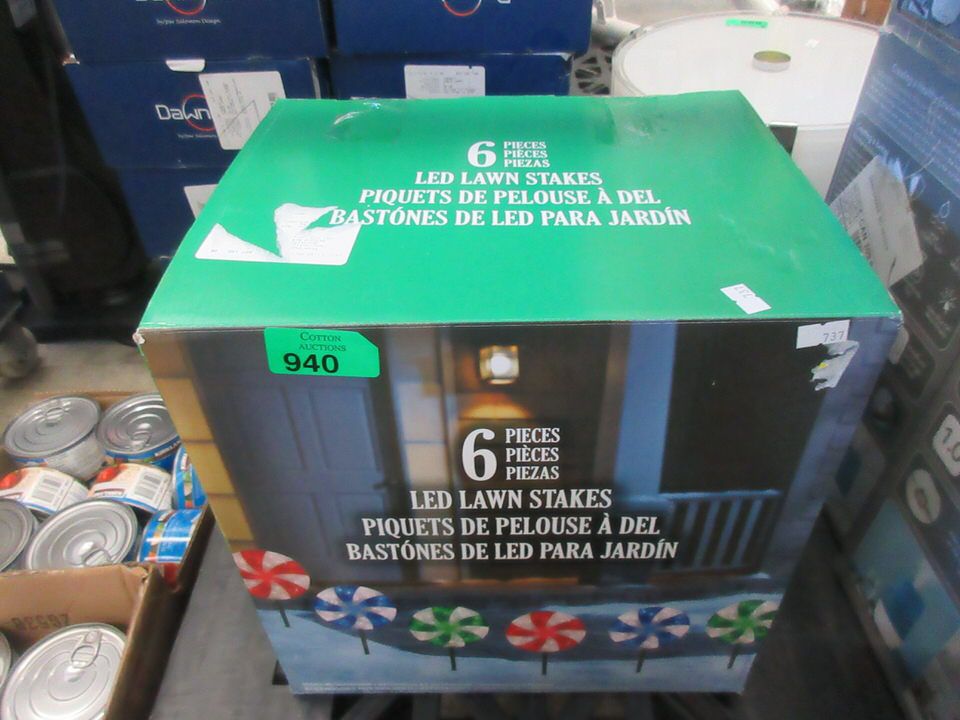 Dawn
6 PIECES
PIÈCES
PIEZAS
LED LAWN STAKES
PIQUETS DE PELOUSE À DEL
BASTÓNES DE LED PARA JARDÍN
737
737
COTTON
AUCTIONS
940
6 PIECES
PIÈCES
PIEZAS
LED LAWN STAKES
PIQUETS DE PELOUSE À DEL
BASTÓNES DE LED PARA JARDÍN